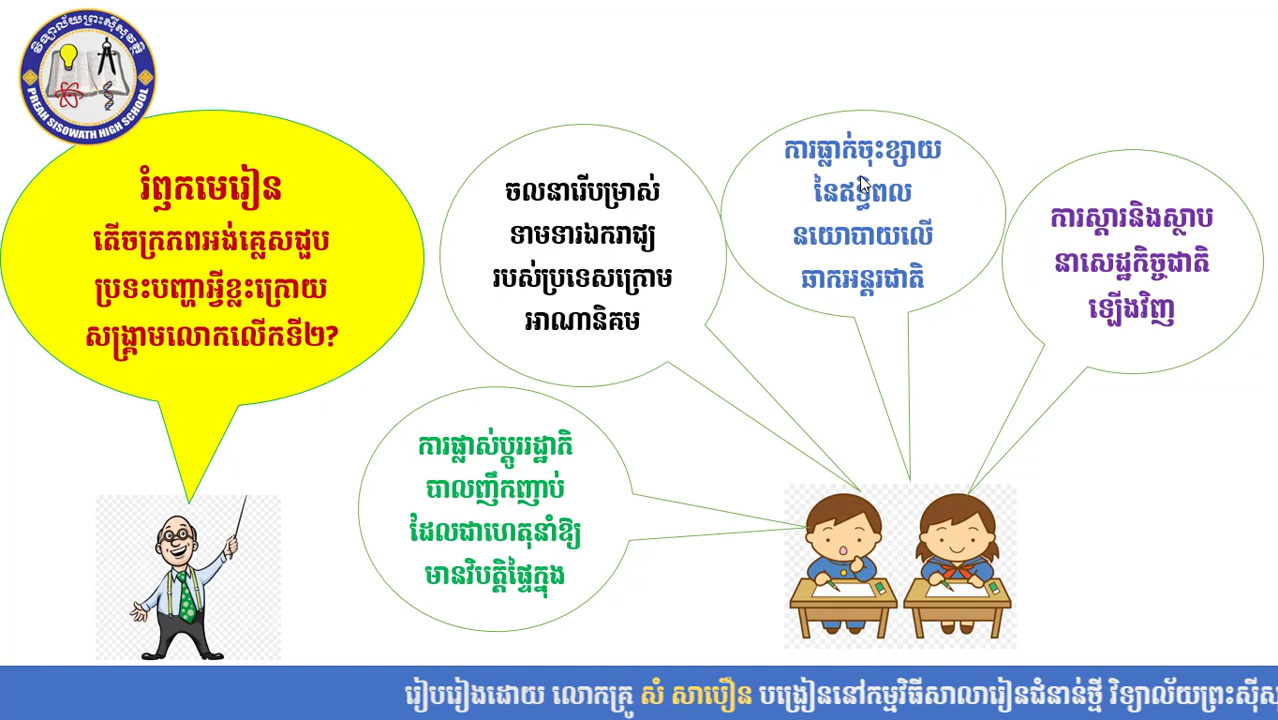 វិទ្យាល័យព្រះស៊ីសុវត្ថិ
PREAH SISOWATH HIGH SCHOOL
រំឭកមេរៀន
តើចក្រភពអង់គ្លេសជួប
ប្រទះបញ្ហាអ្វីខ្លះក្រោយ
សង្គ្រាមលោកលើកទី២?
ចលនារើបម្រាស់
ទាមទារឯករាជ្យ
របស់ប្រទេសក្រោម
អាណានិគម
ការធ្លាក់ចុះខ្សោយ
នៃឥទ្ធិពល
នយោបាយលើ
ឆាកអន្តរជាតិ
ការស្តារនិងស្ថាប
នាសេដ្ឋកិច្ចជាតិ
ឡើងវិញ
ការផ្លាស់ប្តូររដ្ឋាភិ
បាលញឹកញាប់
ដែលជាហេតុនាំឱ្យ
មានវិបត្តិផ្ទៃក្នុង
រៀបរៀងដោយ លោកគ្រូ សំ សាបឿន បង្រៀននៅកម្មវិធីសាលារៀនជំនាន់ថ្មី វិទ្យាល័យព្រះស៊ីសុ